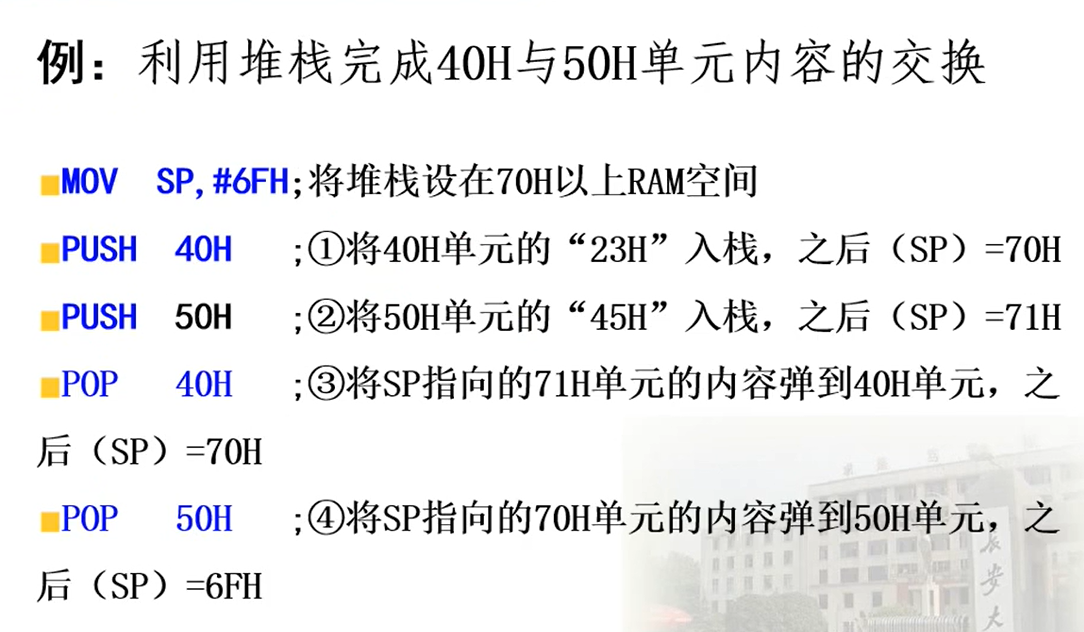 例：利用堆栈完成40H与50H单元内容的交换
MOV SP,#6FH;将堆栈设在70H以上RAM空间
PUSH 40H ;①将40H单元的“23H”入栈，之后（SP）=70H
PUSH 50H ;②将50H单元的“45H”入栈，之后（SP）=71H
POP 40H ;③将SP指向的71H单元的内容弹到40H单元，之
后（SP）=70H
POP 50H ;④将SP指向的70H单元的内容弹到50H单元，之
后（SP）=6FH
长安大